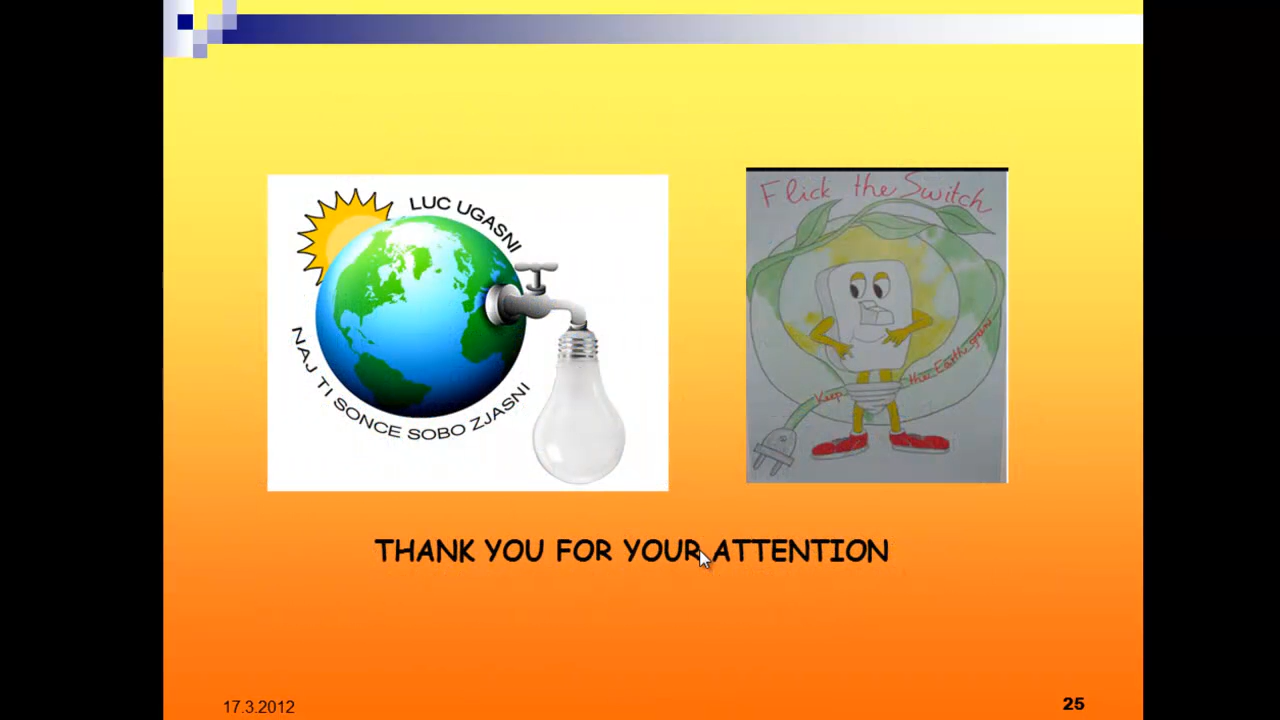 LUC UGASNI
NAJ TI SONCE SOBO ZJASNI
Flick the Switch
Keep the Earth green
THANK YOU FOR YOUR ATTENTION
17.3.2012
25